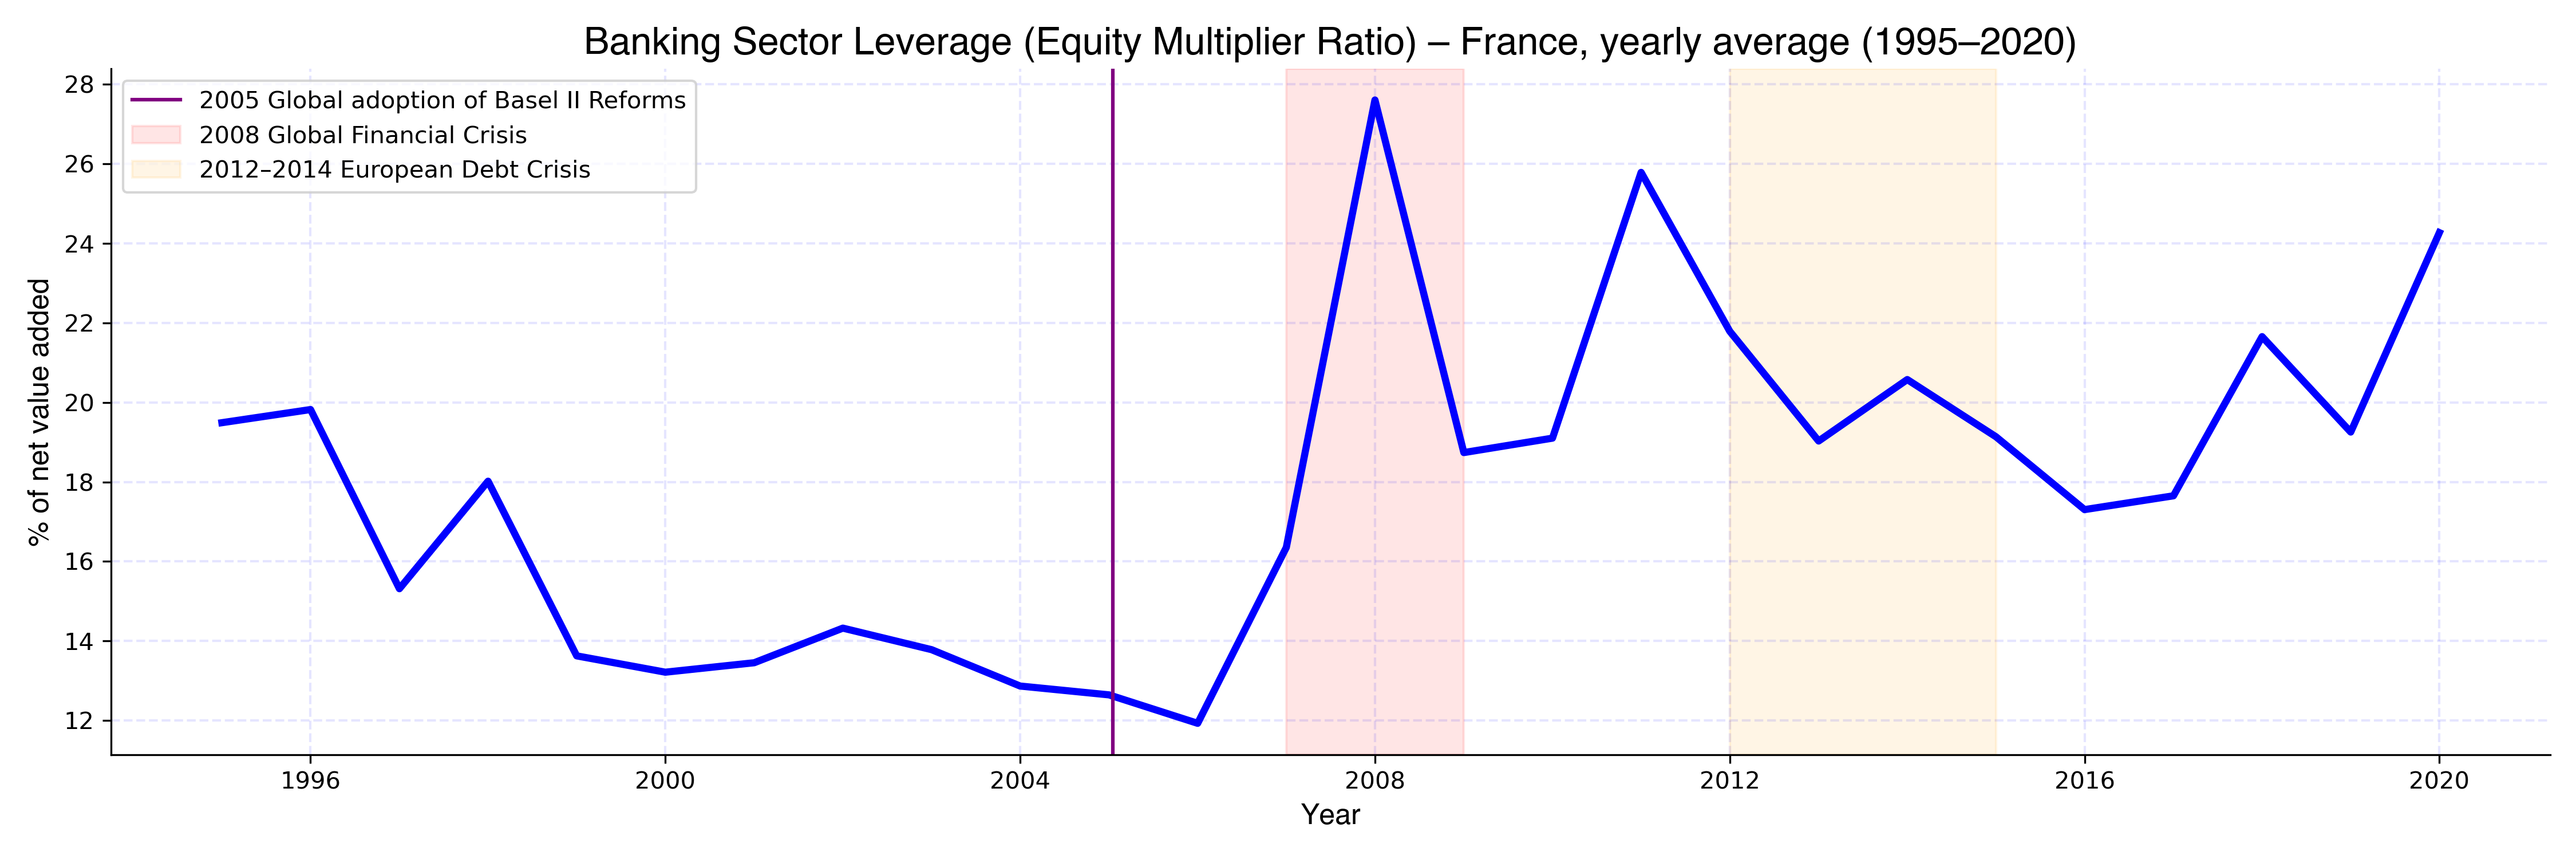 Banking Sector Leverage (Equity Multiplier Ratio) – France, yearly average (1995–2020)
2005 Global adoption of Basel II Reforms
2008 Global Financial Crisis
2012–2014 European Debt Crisis
% of net value added
28
26
24
22
20
18
16
14
12
1996
2000
2004
2008
2012
2016
2020
Year